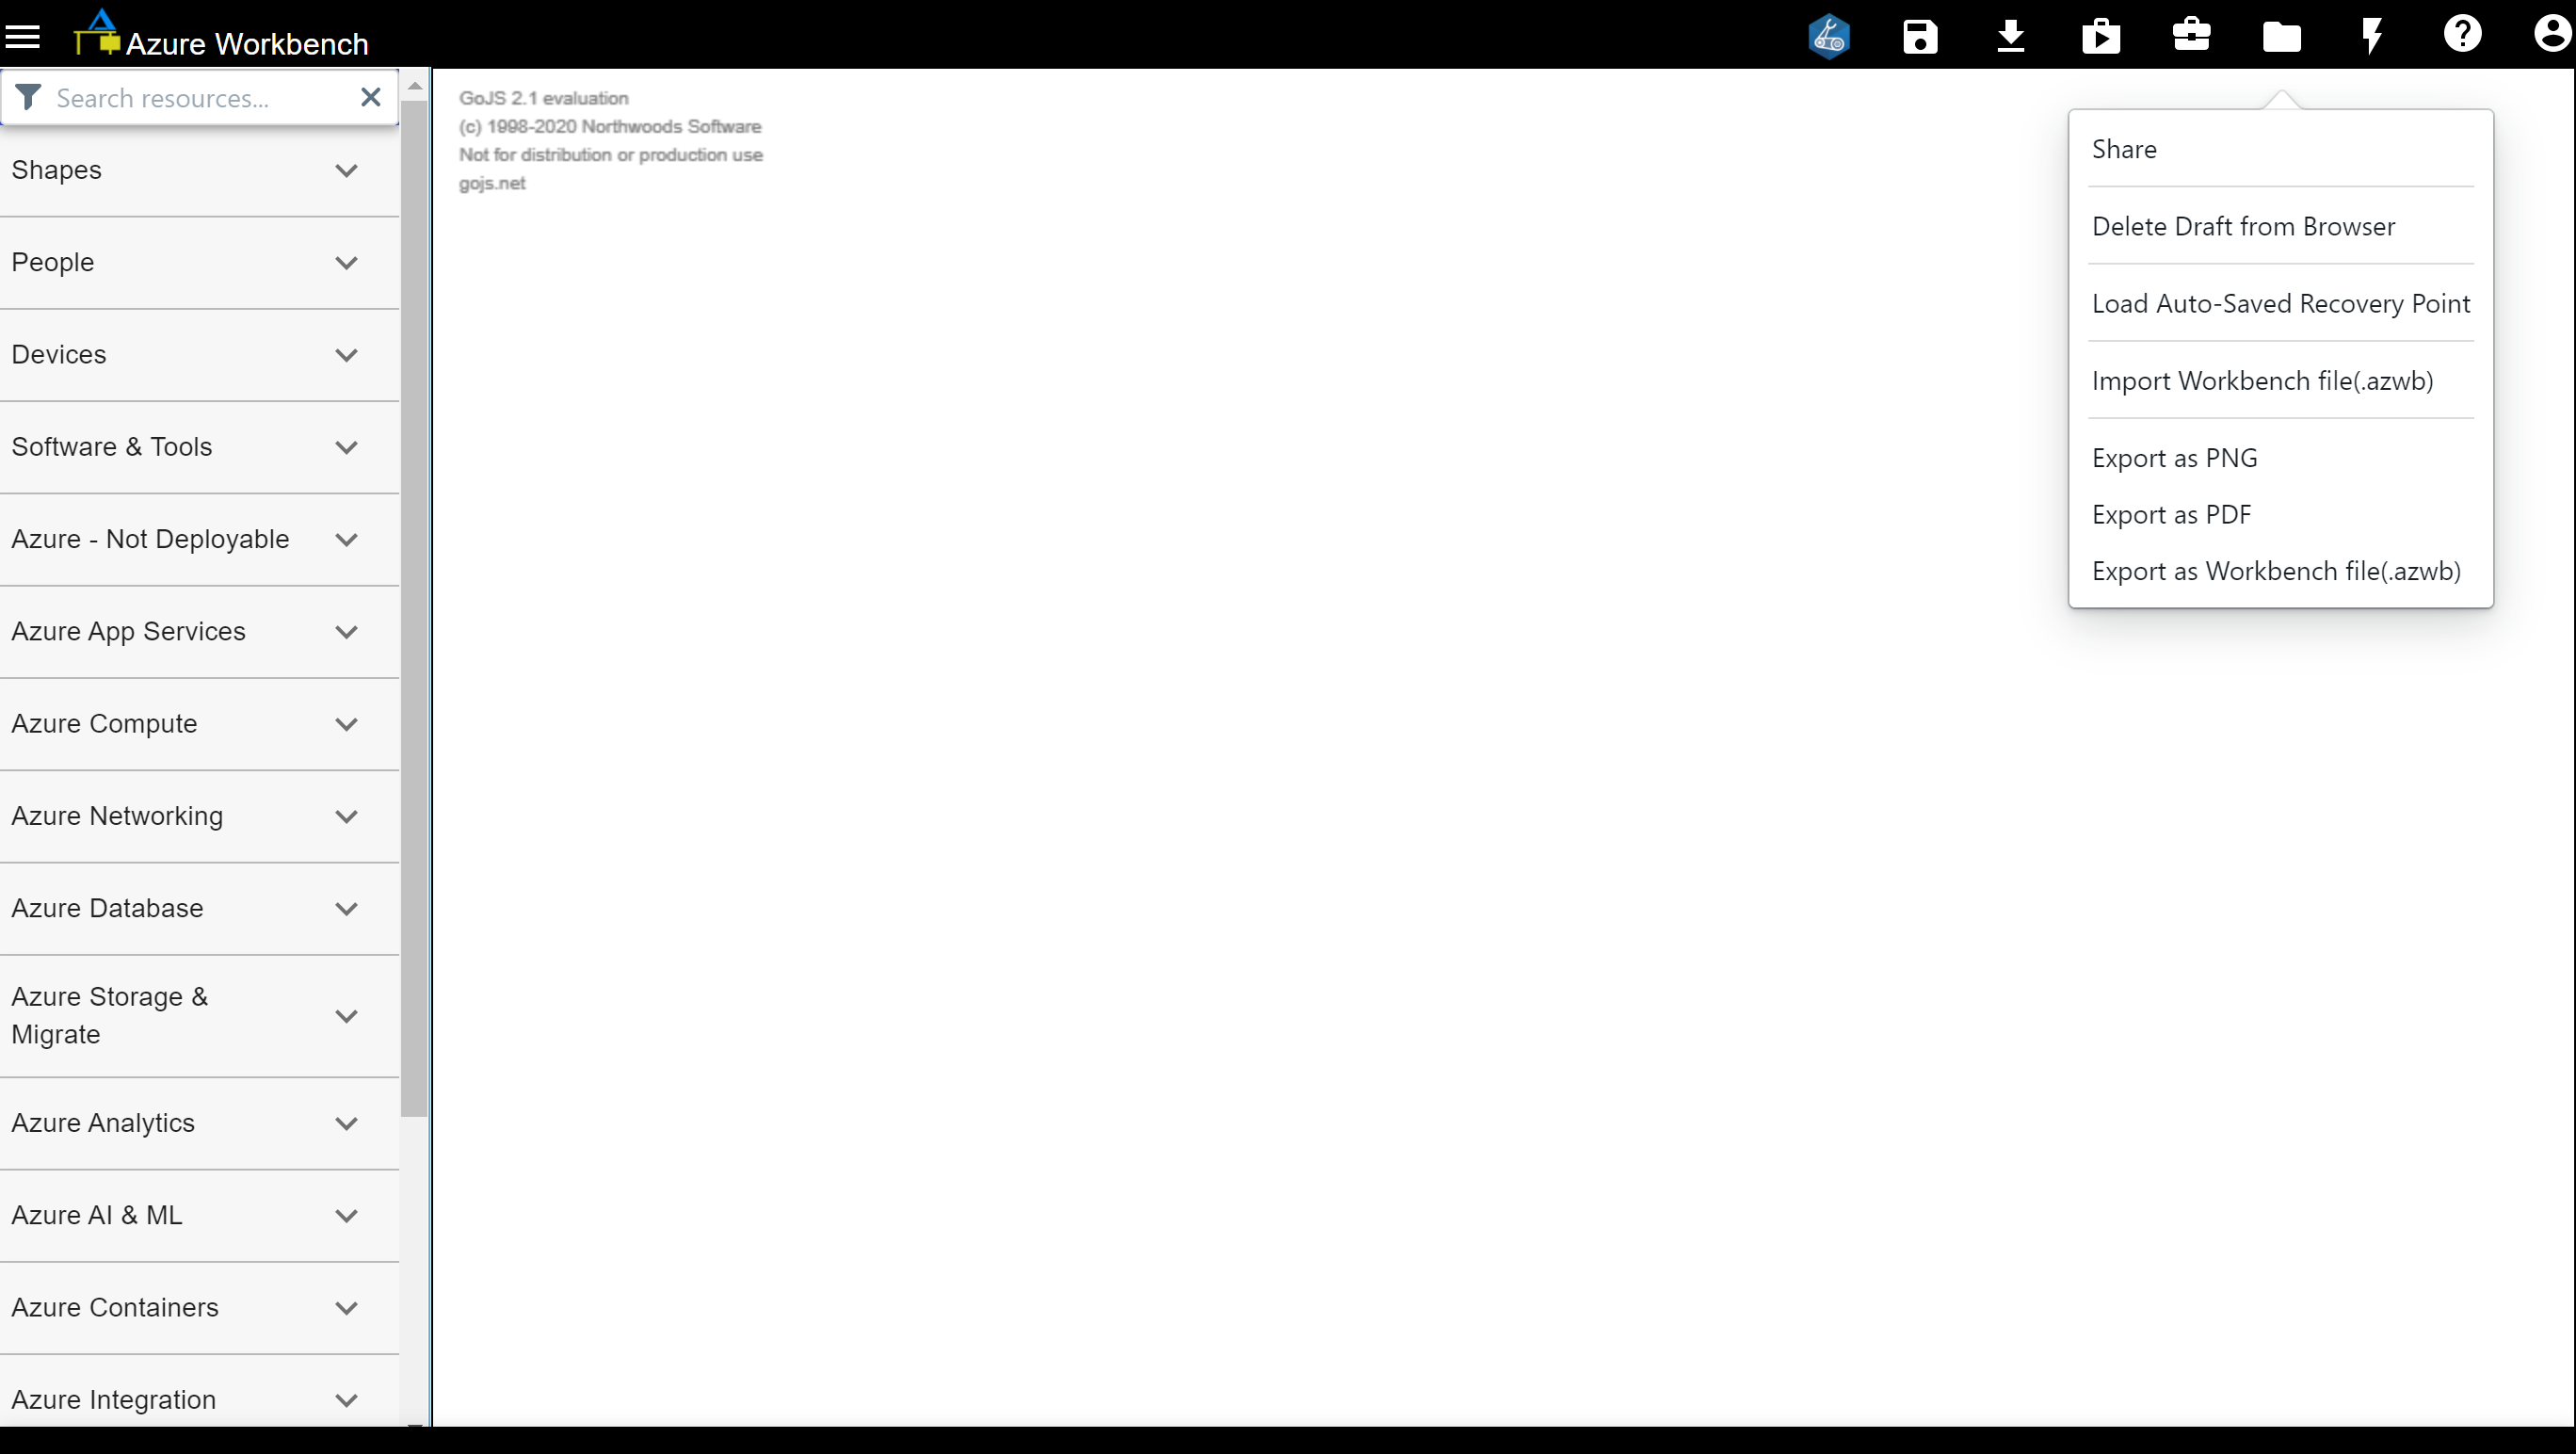 Azure Workbench
Search resources...
Shapes
People
Devices
Software & Tools
Azure - Not Deployable
Azure App Services
Azure Compute
Azure Networking
Azure Database
Azure Storage &
Migrate
Azure Analytics
Azure AI & ML
Azure Containers
Azure Integration
GoJS 2.1 evaluation
(c) 1998-2020 Northwoods Software
Not for distribution or production use
gojs.net
Share
Delete Draft from Browser
Load Auto-Saved Recovery Point
Import Workbench file(.azwb)
Export as PNG
Export as PDF
Export as Workbench file(.azwb)